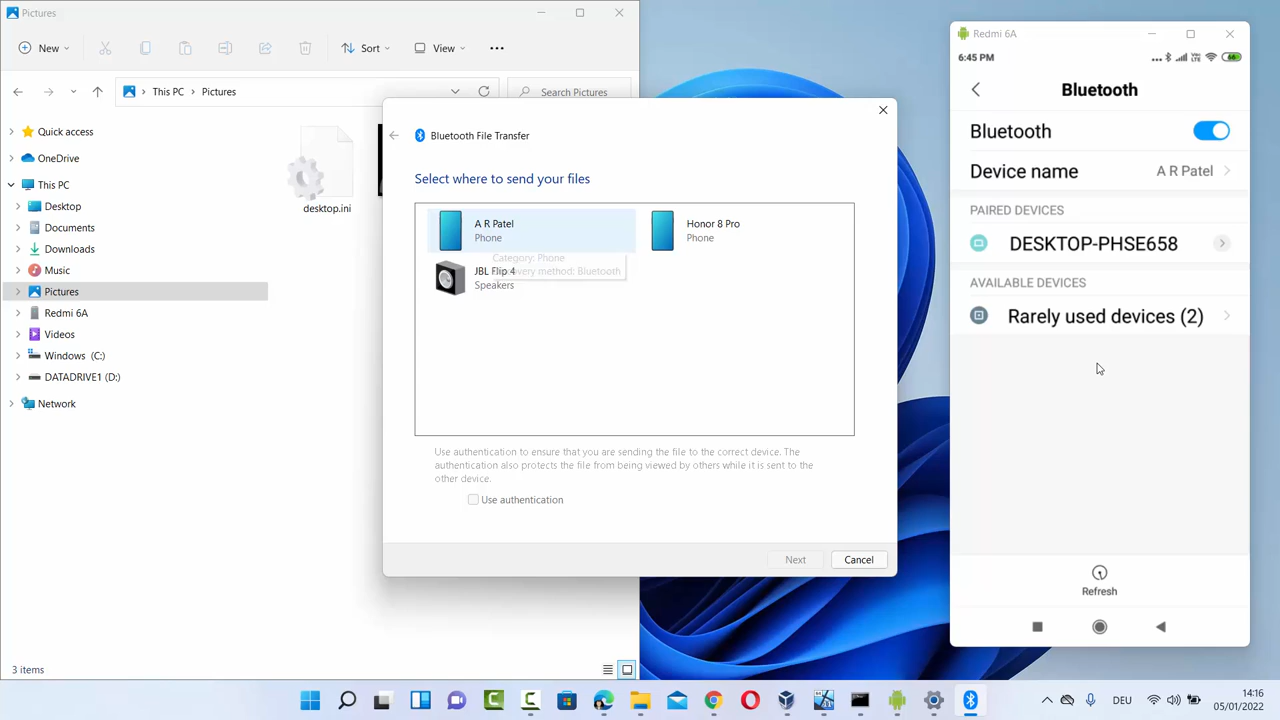 Pictures
New
Sort
View
This PC
Pictures
Search Pictures
Quick access
OneDrive
This PC
Desktop
Documents
Downloads
Music
Pictures
Redmi 6A
Videos
Windows (C:)
DATADRIVE1 (D:)
Network
desktop.ini
3 items
Bluetooth File Transfer
Select where to send your files
A R Patel
Phone
Honor 8 Pro
Phone
Category: Phone
JBL Flip 4
very method: Bluetooth
Speakers
Use authentication to ensure that you are sending the file to the correct device. The
authentication also protects the file from being viewed by others while it is sent to the
other device.
Use authentication
Next
Cancel
Redmi 6A
6:45 PM
Bluetooth
Bluetooth
Device name
A R Patel
PAIRED DEVICES
DESKTOP-PHSE658
AVAILABLE DEVICES
Rarely used devices (2)
Refresh
DEU
14:16
05/01/2022